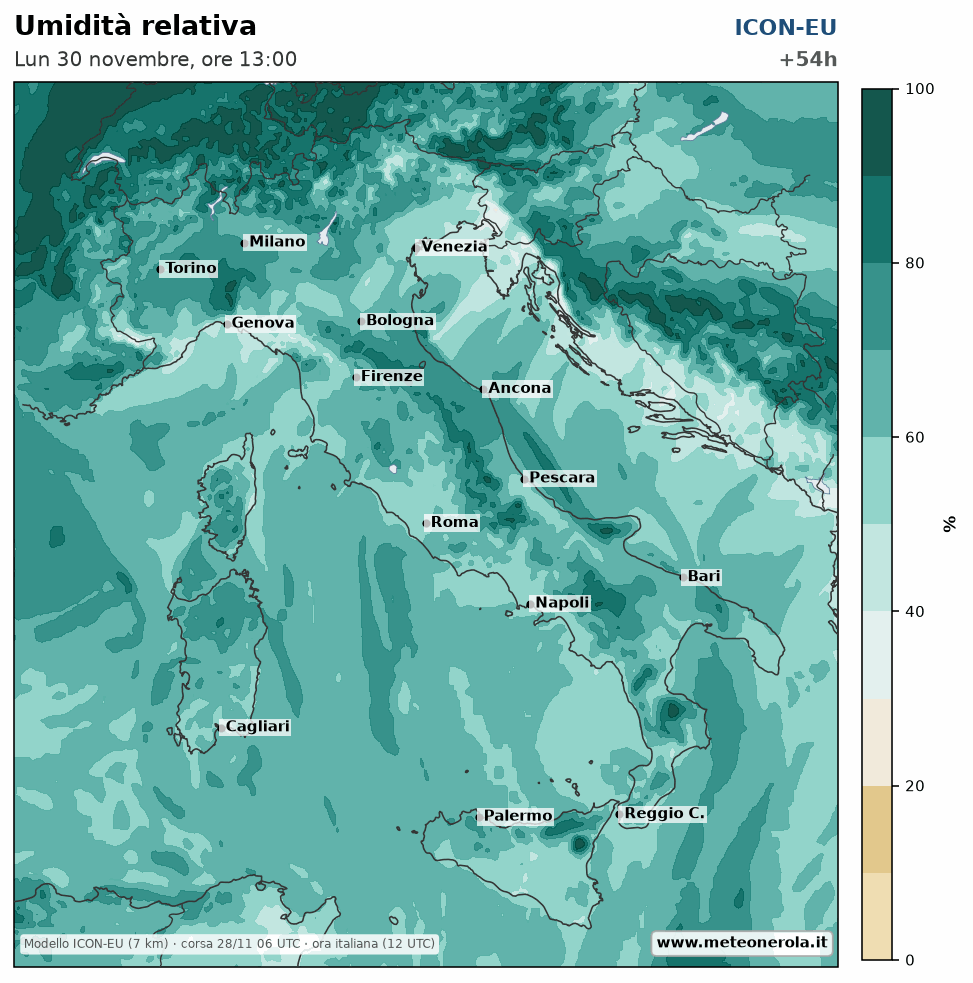 Umidità relativa
ICON-EU
Lun 30 novembre, ore 13:00
+54h
100
80
60
40
20
0
%
Milano
Venezia
Torino
Genova
Bologna
Firenze
Ancona
Pescara
Roma
Bari
Napoli
Cagliari
Palermo
Reggio C.
Modello ICON-EU (7 km) · corsa 28/11 06 UTC · ora italiana (12 UTC)
www.meteonerola.it